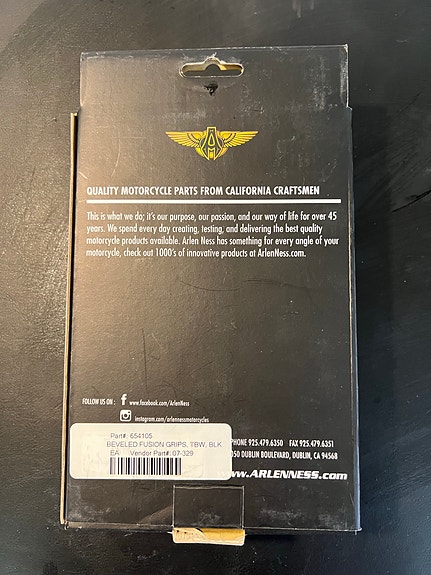 QUALITY MOTORCYCLE PARTS FROM CALIFORNIA CRAFTSMEN
This is what we do; it's our purpose, our passion, and our way of life for over 45
years. We spend every day creating, testing, and delivering the best quality
motorcycle products available. Arlen Ness has something for every angle of your
motorcycle, check out 1000's of innovative products at ArlenNess.com.
FOLLOW US ON : f www.facebook.com/ArlenNess
instagram.com/arlennessmotorcycles
Part#: 654105
BEVELED FUSION GRIPS, TBW, BLK
EA Vendor Part#: 07-329
PHONE 925.479.6350 FAX 925.479.6351
050 DUBLIN BOULEVARD, DUBLIN, CA 94568
www.ARLENNESS.com